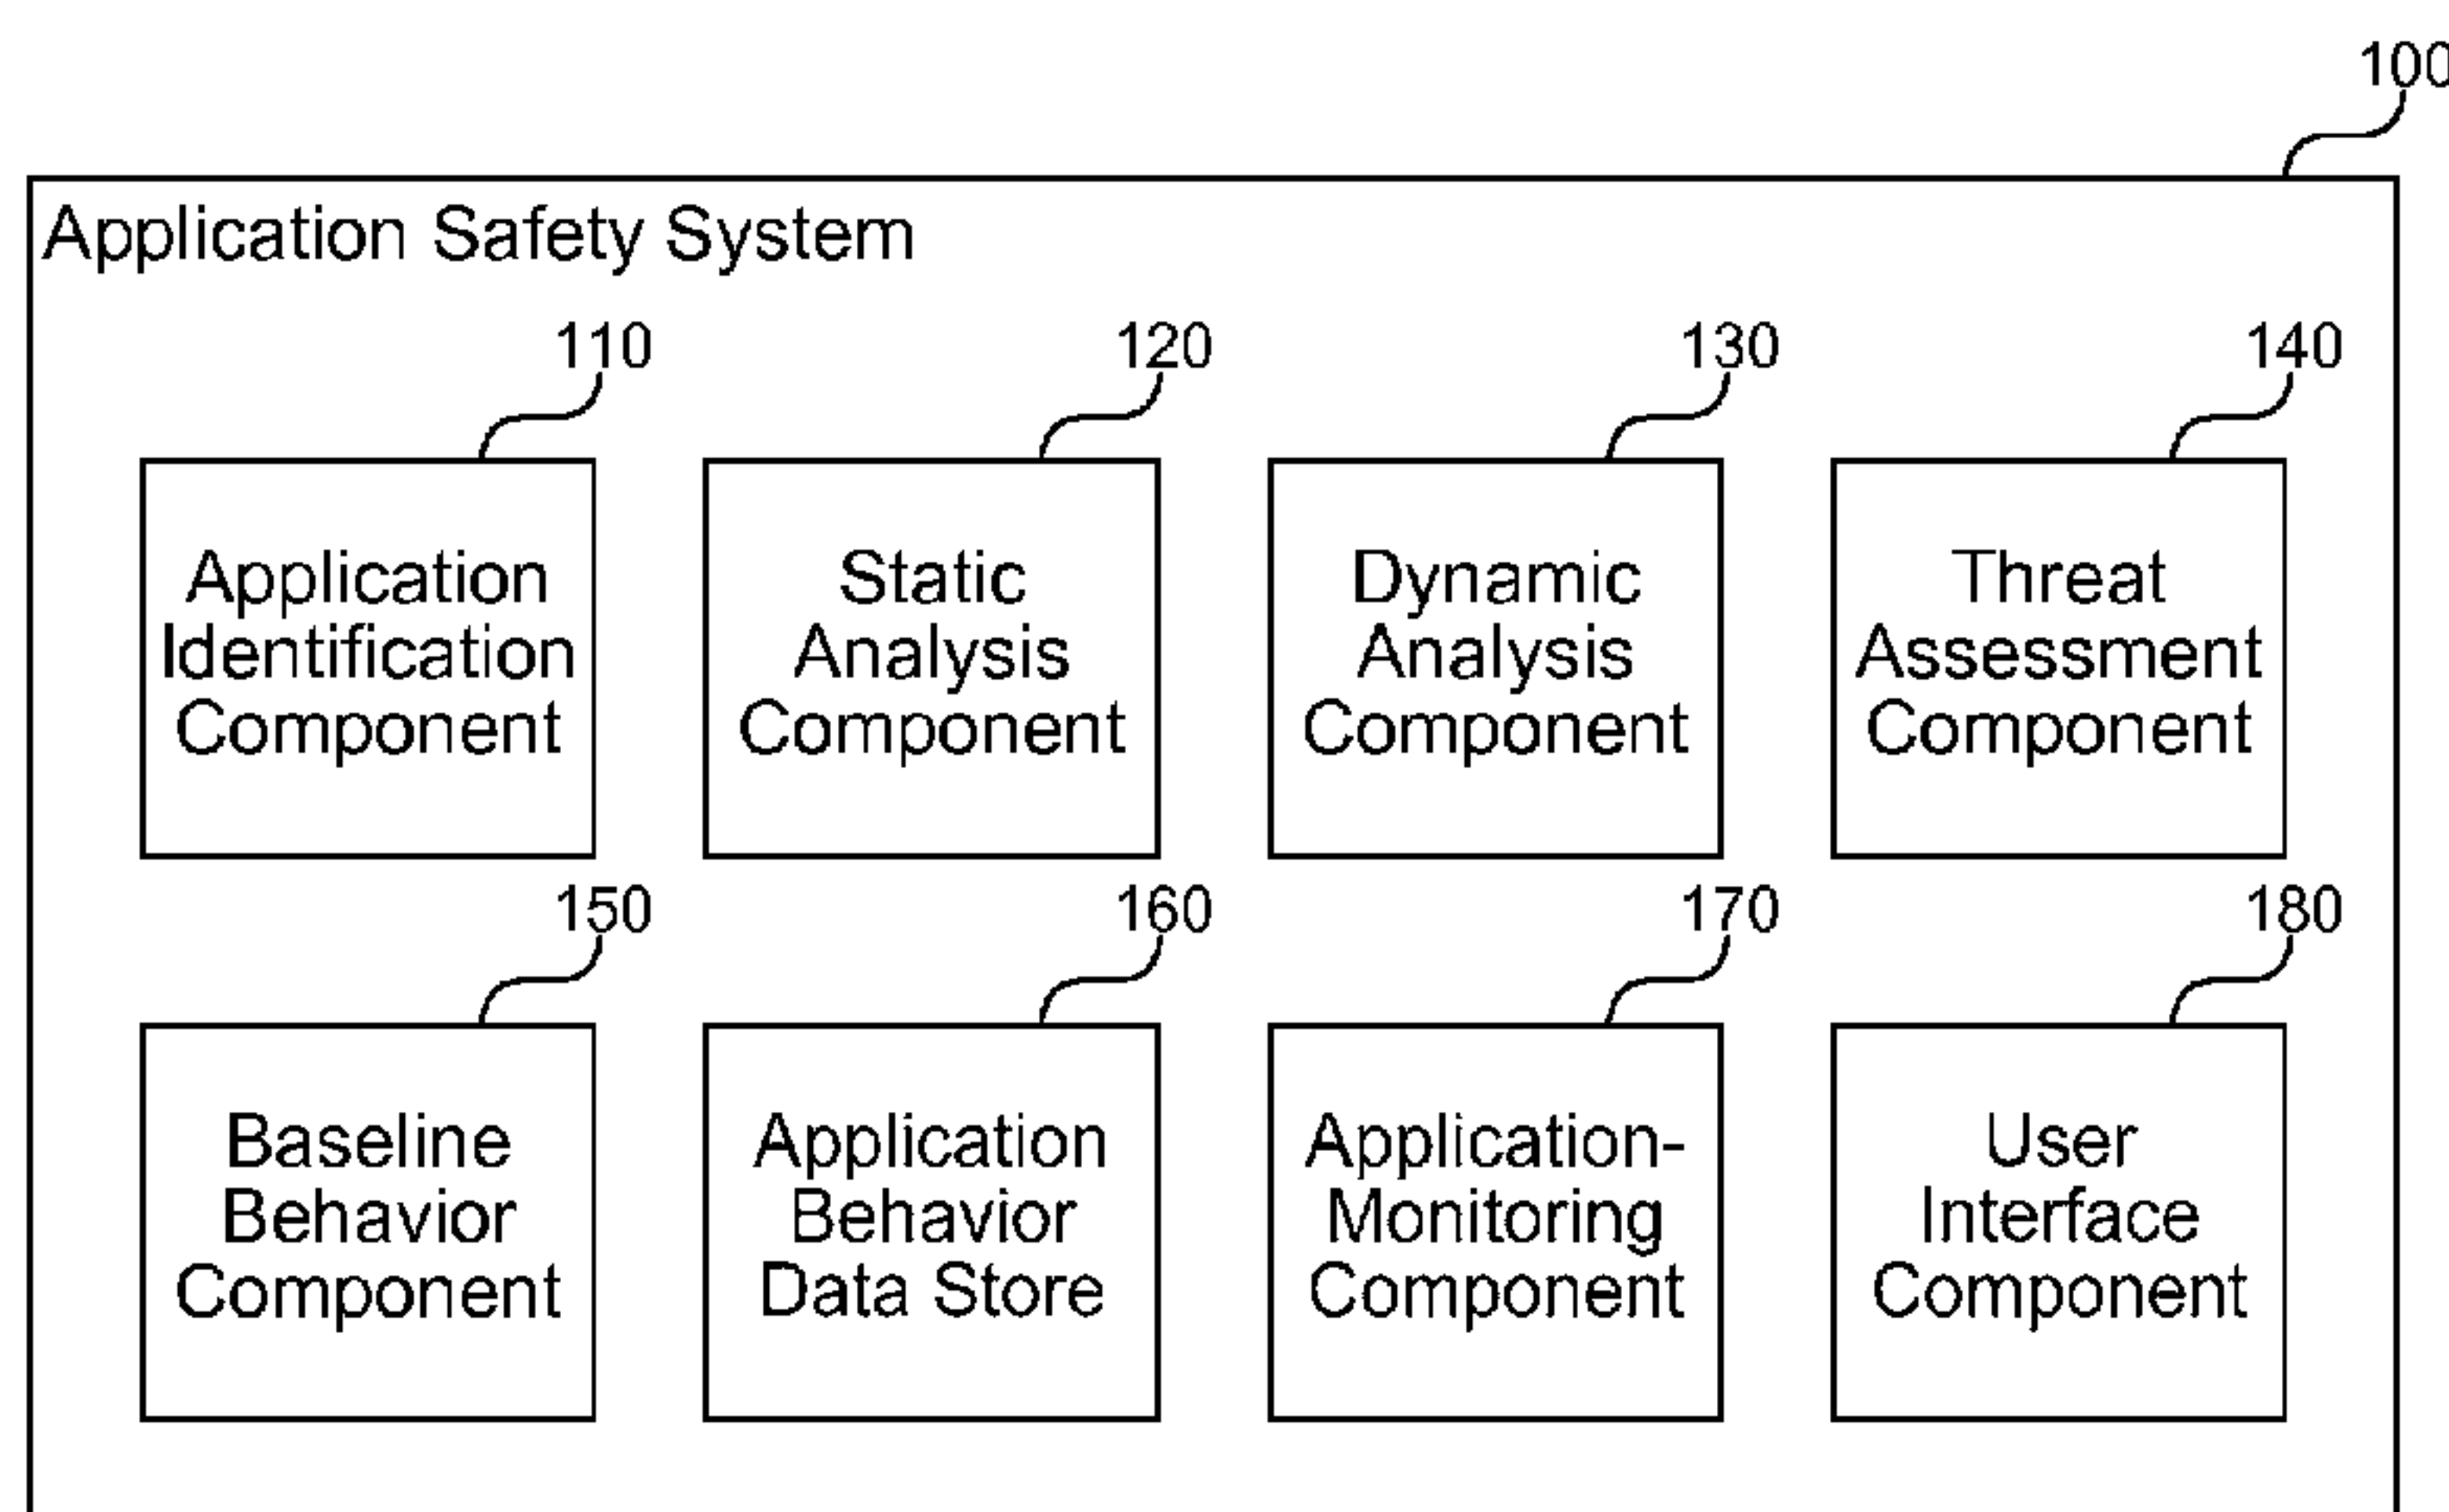 100
Application Safety System
110
120
130
140
Application
Identification
Component
Static
Analysis
Component
Dynamic
Analysis
Component
Threat
Assessment
Component
150
160
170
180
Baseline
Behavior
Component
Application
Behavior
Data Store
Application-
Monitoring
Component
User
Interface
Component